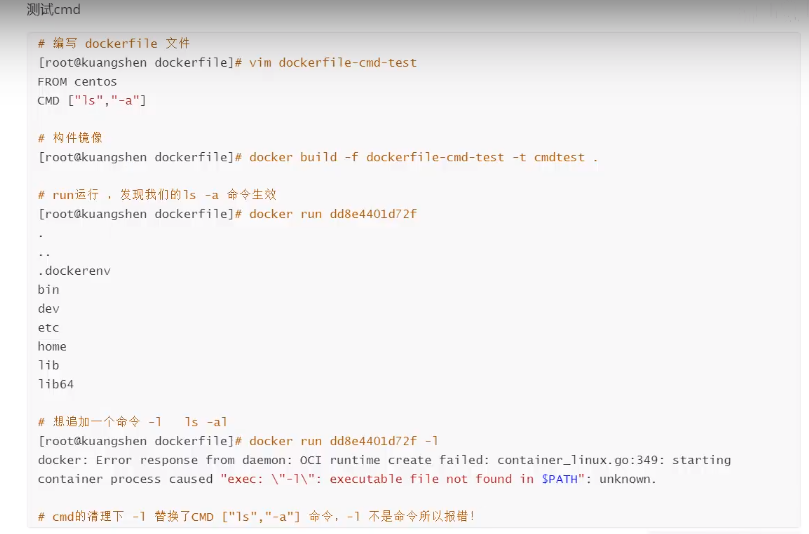 测试cmd
# 编写 dockerfile 文件
[root@kuangshen dockerfile]# vim dockerfile-cmd-test
FROM centos
CMD ["ls","-a"]
# 构件镜像
[root@kuangshen dockerfile]# docker build -f dockerfile-cmd-test -t cmdtest .
# run运行 ，发现我们的ls -a 命令生效
[root@kuangshen dockerfile]# docker run dd8e4401d72f
.
..
.dockerenv
bin
dev
etc
home
lib
lib64
# 想追加一个命令 -l   ls -al
[root@kuangshen dockerfile]# docker run dd8e4401d72f -l
docker: Error response from daemon: OCI runtime create failed: container_linux.go:349: starting
container process caused "exec: \"-l\": executable file not found in $PATH": unknown.
# cmd的清理下 -l 替换了CMD ["ls","-a"] 命令，-l 不是命令所以报错！